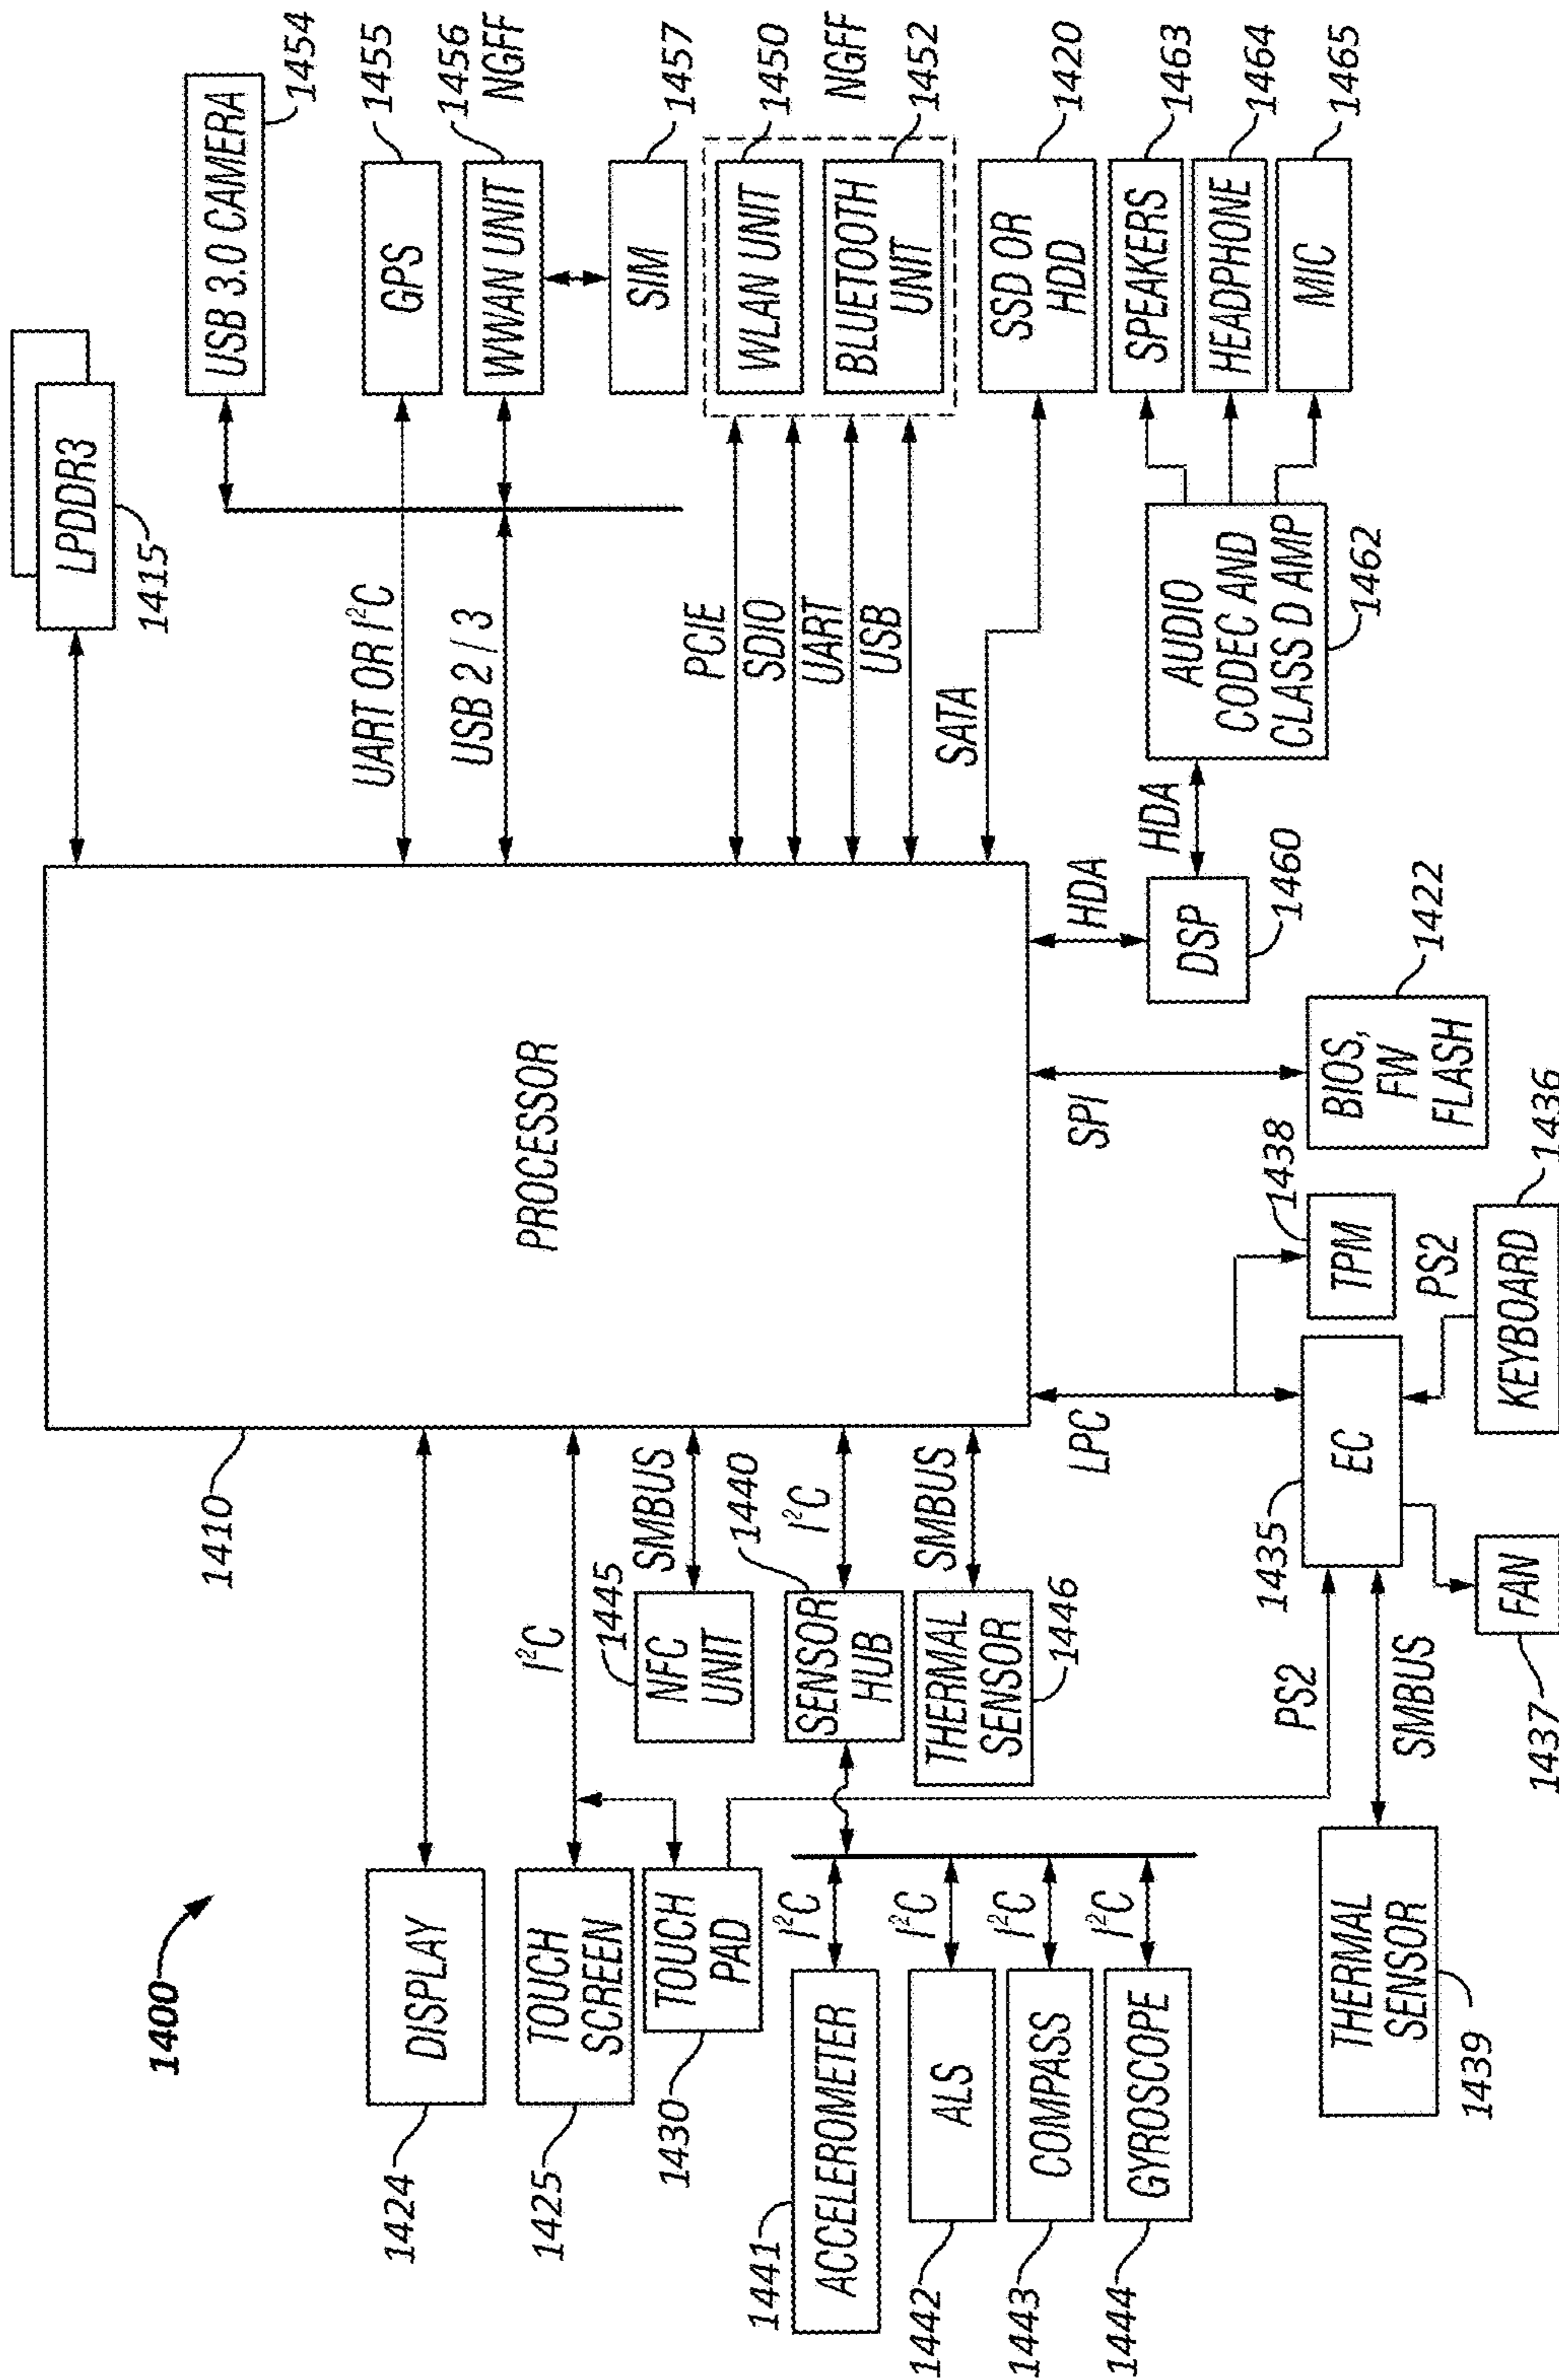 1400
LPDDR3
1415
USB 3.0 CAMERA
1454
1410
PROCESSOR
DISPLAY
1424
UART OR I²C
GPS
1455
I²C
TOUCH
SCREEN
1425
USB 2 / 3
WWAN UNIT
1456
NGFF
TOUCH
PAD
1430
SMBUS
1445
NFC
UNIT
SIM
1457
1440
I²C
SENSOR
HUB
PCIE
SDIO
UART
USB
WLAN UNIT
1450
NGFF
BLUETOOTH
UNIT
1452
1441
ACCELEROMETER
I²C
SMBUS
THERMAL
SENSOR
1446
SATA
SSD OR
HDD
1420
1442
ALS
I²C
1443
COMPASS
I²C
1444
GYROSCOPE
I²C
LPC
SPI
HDA
HDA
DSP
1460
AUDIO
CODEC AND
CLASS D AMP
1462
SPEAKERS
1463
HEADPHONE
1464
MIC
1465
PS2
1435
EC
1438
TPM
BIOS,
FW
FLASH
1422
THERMAL
SENSOR
1439
SMBUS
PS2
1437
FAN
KEYBOARD
1436